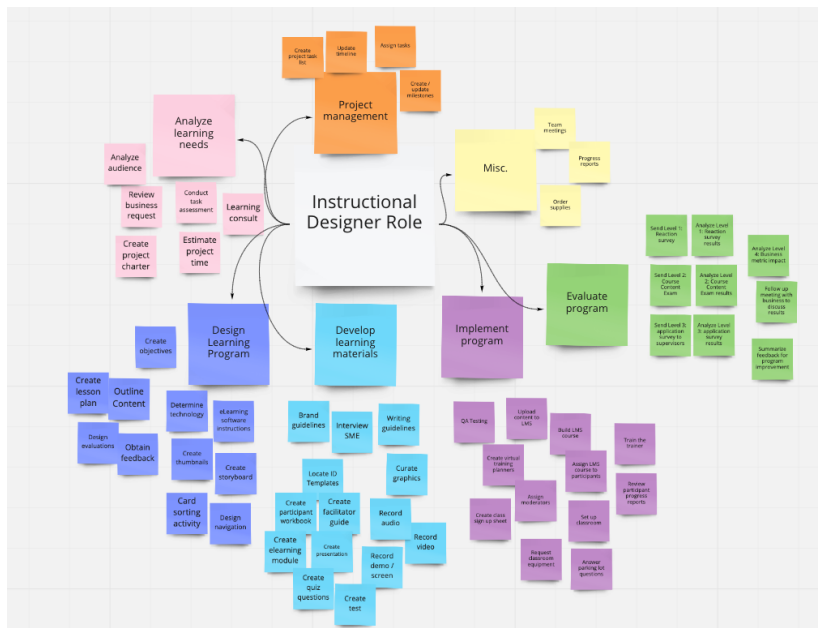 Create
project task
list
Update
timeline
Assign tasks
Create /
update
milestones
Project
management
Analyze
learning
needs
Analyze
audience
Review
business
request
Conduct
task
assessment
Learning
consult
Create
project
charter
Estimate
project
time
Instructional
Designer Role
Misc.
Team
meetings
Progress
reports
Order
supplies
Evaluate
program
Send Level 1:
Reaction
survey
Analyze Level
1: Reaction
survey
results
Analyze Level
4: Business
metric impact
Send Level 2:
Course
Content
Exam
Analyze Level
2: Course
Content
Exam results
Follow up
meeting with
business to
discuss
results
Send Level 3:
application
survey to
supervisors
Analyze Level
3: application
survey
results
Summarize
feedback for
program
improvement
Design
Learning
Program
Create
objectives
Create
lesson
plan
Outline
Content
Determine
technology
eLearning
software
instructions
Design
evaluations
Obtain
feedback
Create
thumbnails
Create
storyboard
Card
sorting
activity
Design
navigation
Develop
learning
materials
Brand
guidelines
Interview
SME
Writing
guidelines
Locate ID
Templates
Curate
graphics
Create
participant
workbook
Create
facilitator
guide
Record
audio
Create
elearning
module
Create
presentation
Record
demo /
screen
Record
video
Create
quiz
questions
Create
test
Implement
program
QA Testing
Upload
content to
LMS
Build LMS
course
Train the
trainer
Create virtual
training
planners
Assign LMS
course to
participants
Review
participant
progress
reports
Create class
sign up sheet
Assign
moderators
Set up
classroom
Request
classroom
equipment
Answer
parking lot
questions